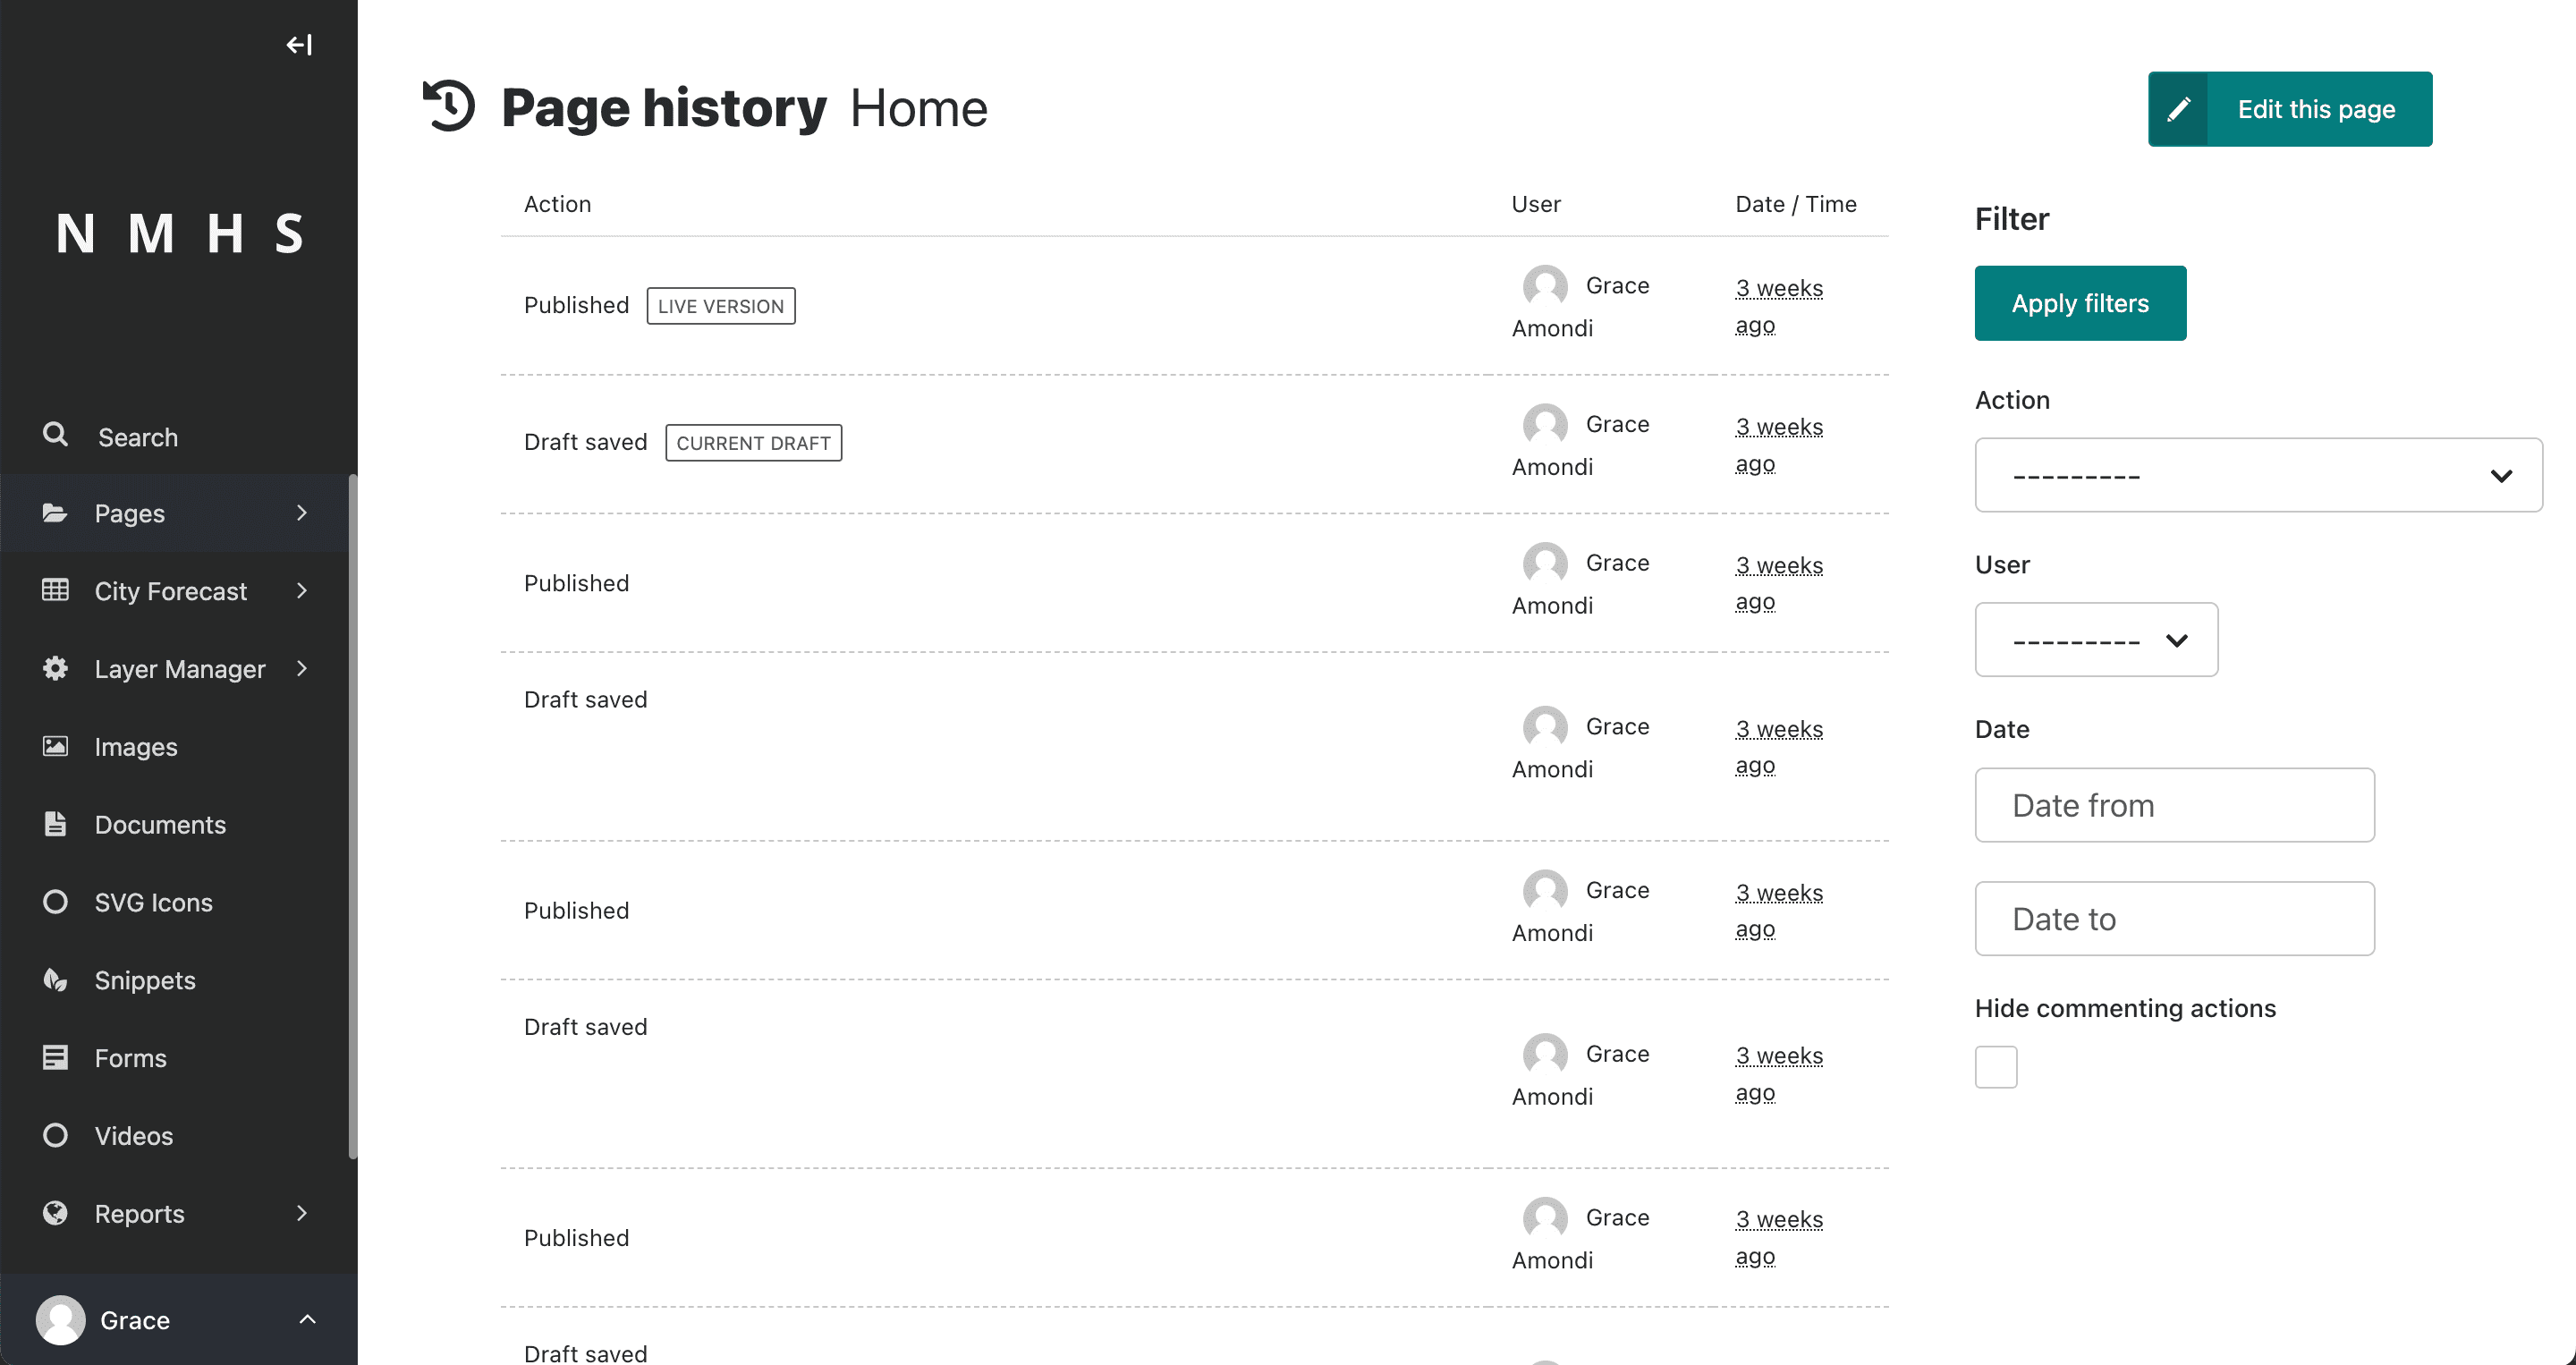 N M H S
Search
Pages
City Forecast
Layer Manager
Images
Documents
SVG Icons
Snippets
Forms
Videos
Reports
Grace
Page history Home
Edit this page
Action User Date / Time
Published LIVE VERSION Grace Amondi 3 weeks ago
Draft saved CURRENT DRAFT Grace Amondi 3 weeks ago
Published Grace Amondi 3 weeks ago
Draft saved Grace Amondi 3 weeks ago
Published Grace Amondi 3 weeks ago
Draft saved Grace Amondi 3 weeks ago
Published Grace Amondi 3 weeks ago
Draft saved
Filter
Apply filters
Action
---------
User
---------
Date
Date from
Date to
Hide commenting actions